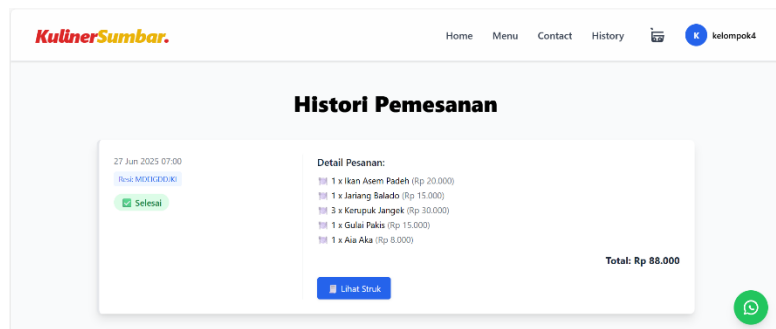 KulinerSumbar.
Home Menu Contact History K kelompok4
Histori Pemesanan
27 Jun 2025 07:00
Resi:
Selesai
Detail Pesanan:
1 x Ikan Asem Padeh (Rp 20.000)
1 x Jariang Balado (Rp 15.000)
3 x Kerupuk Jangek (Rp 30.000)
1 x Gulai Pakis (Rp 15.000)
1 x Aia Aka (Rp 8.000)
Total: Rp 88.000
Lihat Struk